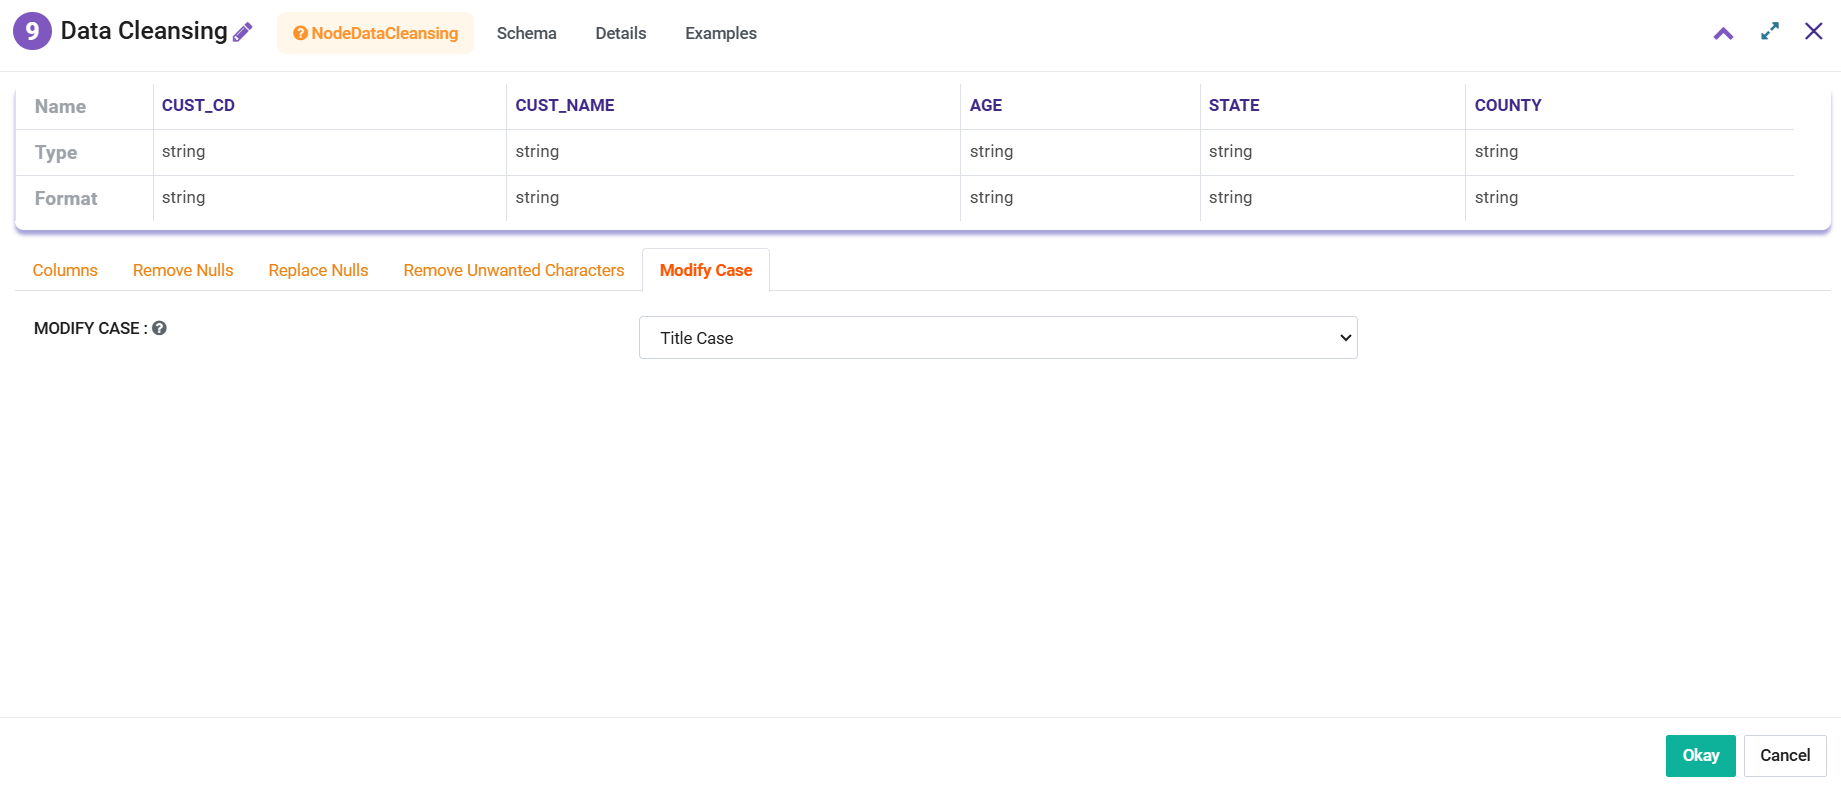 9 Data Cleansing NodeDataCleansing Schema Details Examples
Name CUST_CD CUST_NAME AGE STATE COUNTY
Type string string string string string
Format string string string string string
Columns Remove Nulls Replace Nulls Remove Unwanted Characters Modify Case
MODIFY CASE : Title Case
Okay Cancel